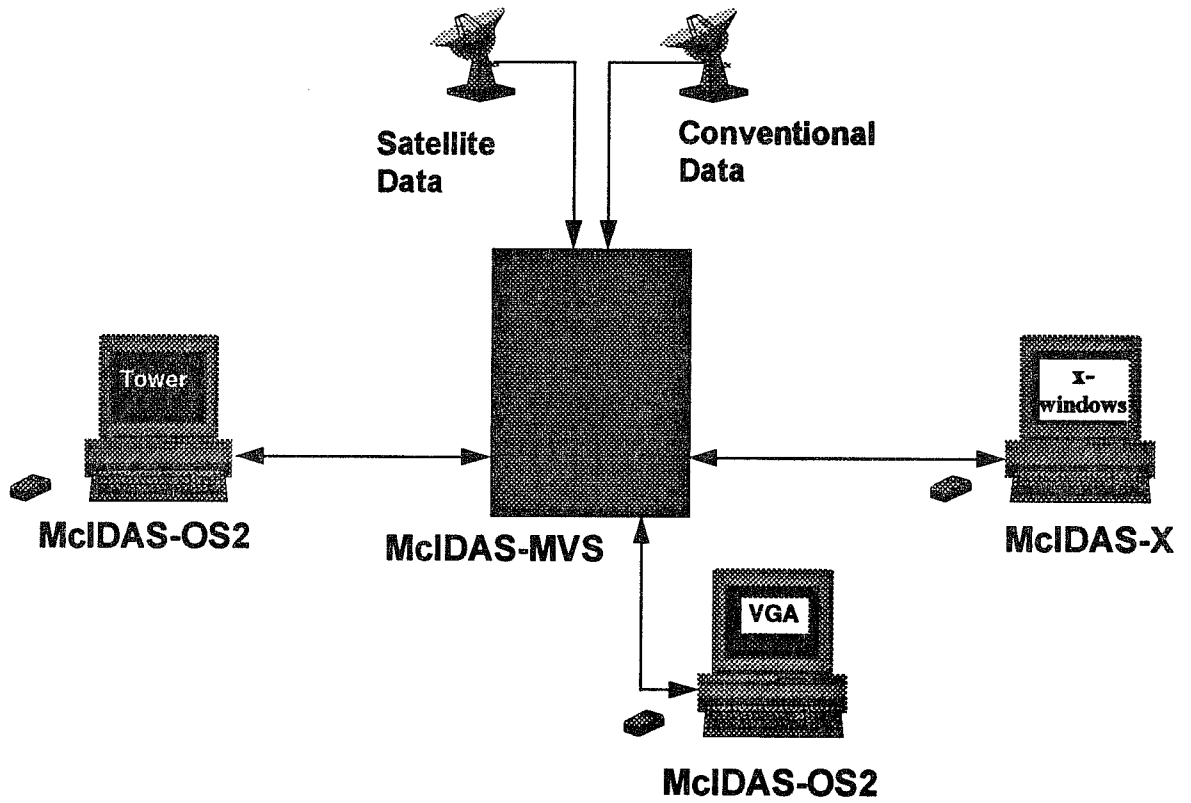 Satellite
Data
Conventional
Data
Tower
x-
windows
McIDAS-OS2
McIDAS-MVS
McIDAS-X
VGA
McIDAS-OS2